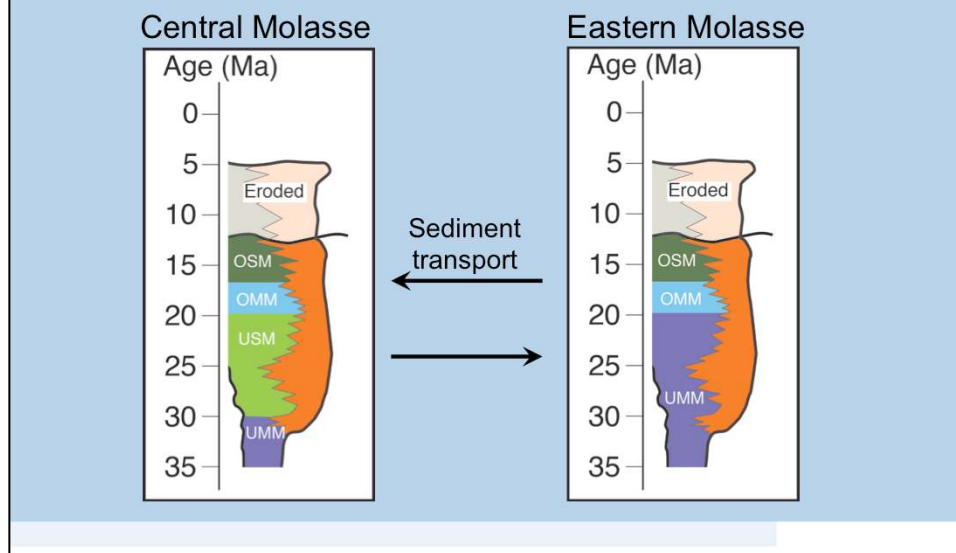 Central Molasse
Age (Ma)
0
5
Eroded
10
OSM
15
OMM
20
USM
25
30
UMM
35
Sediment
transport
Eastern Molasse
Age (Ma)
0
5
Eroded
10
OSM
15
OMM
20
25
UMM
30
35